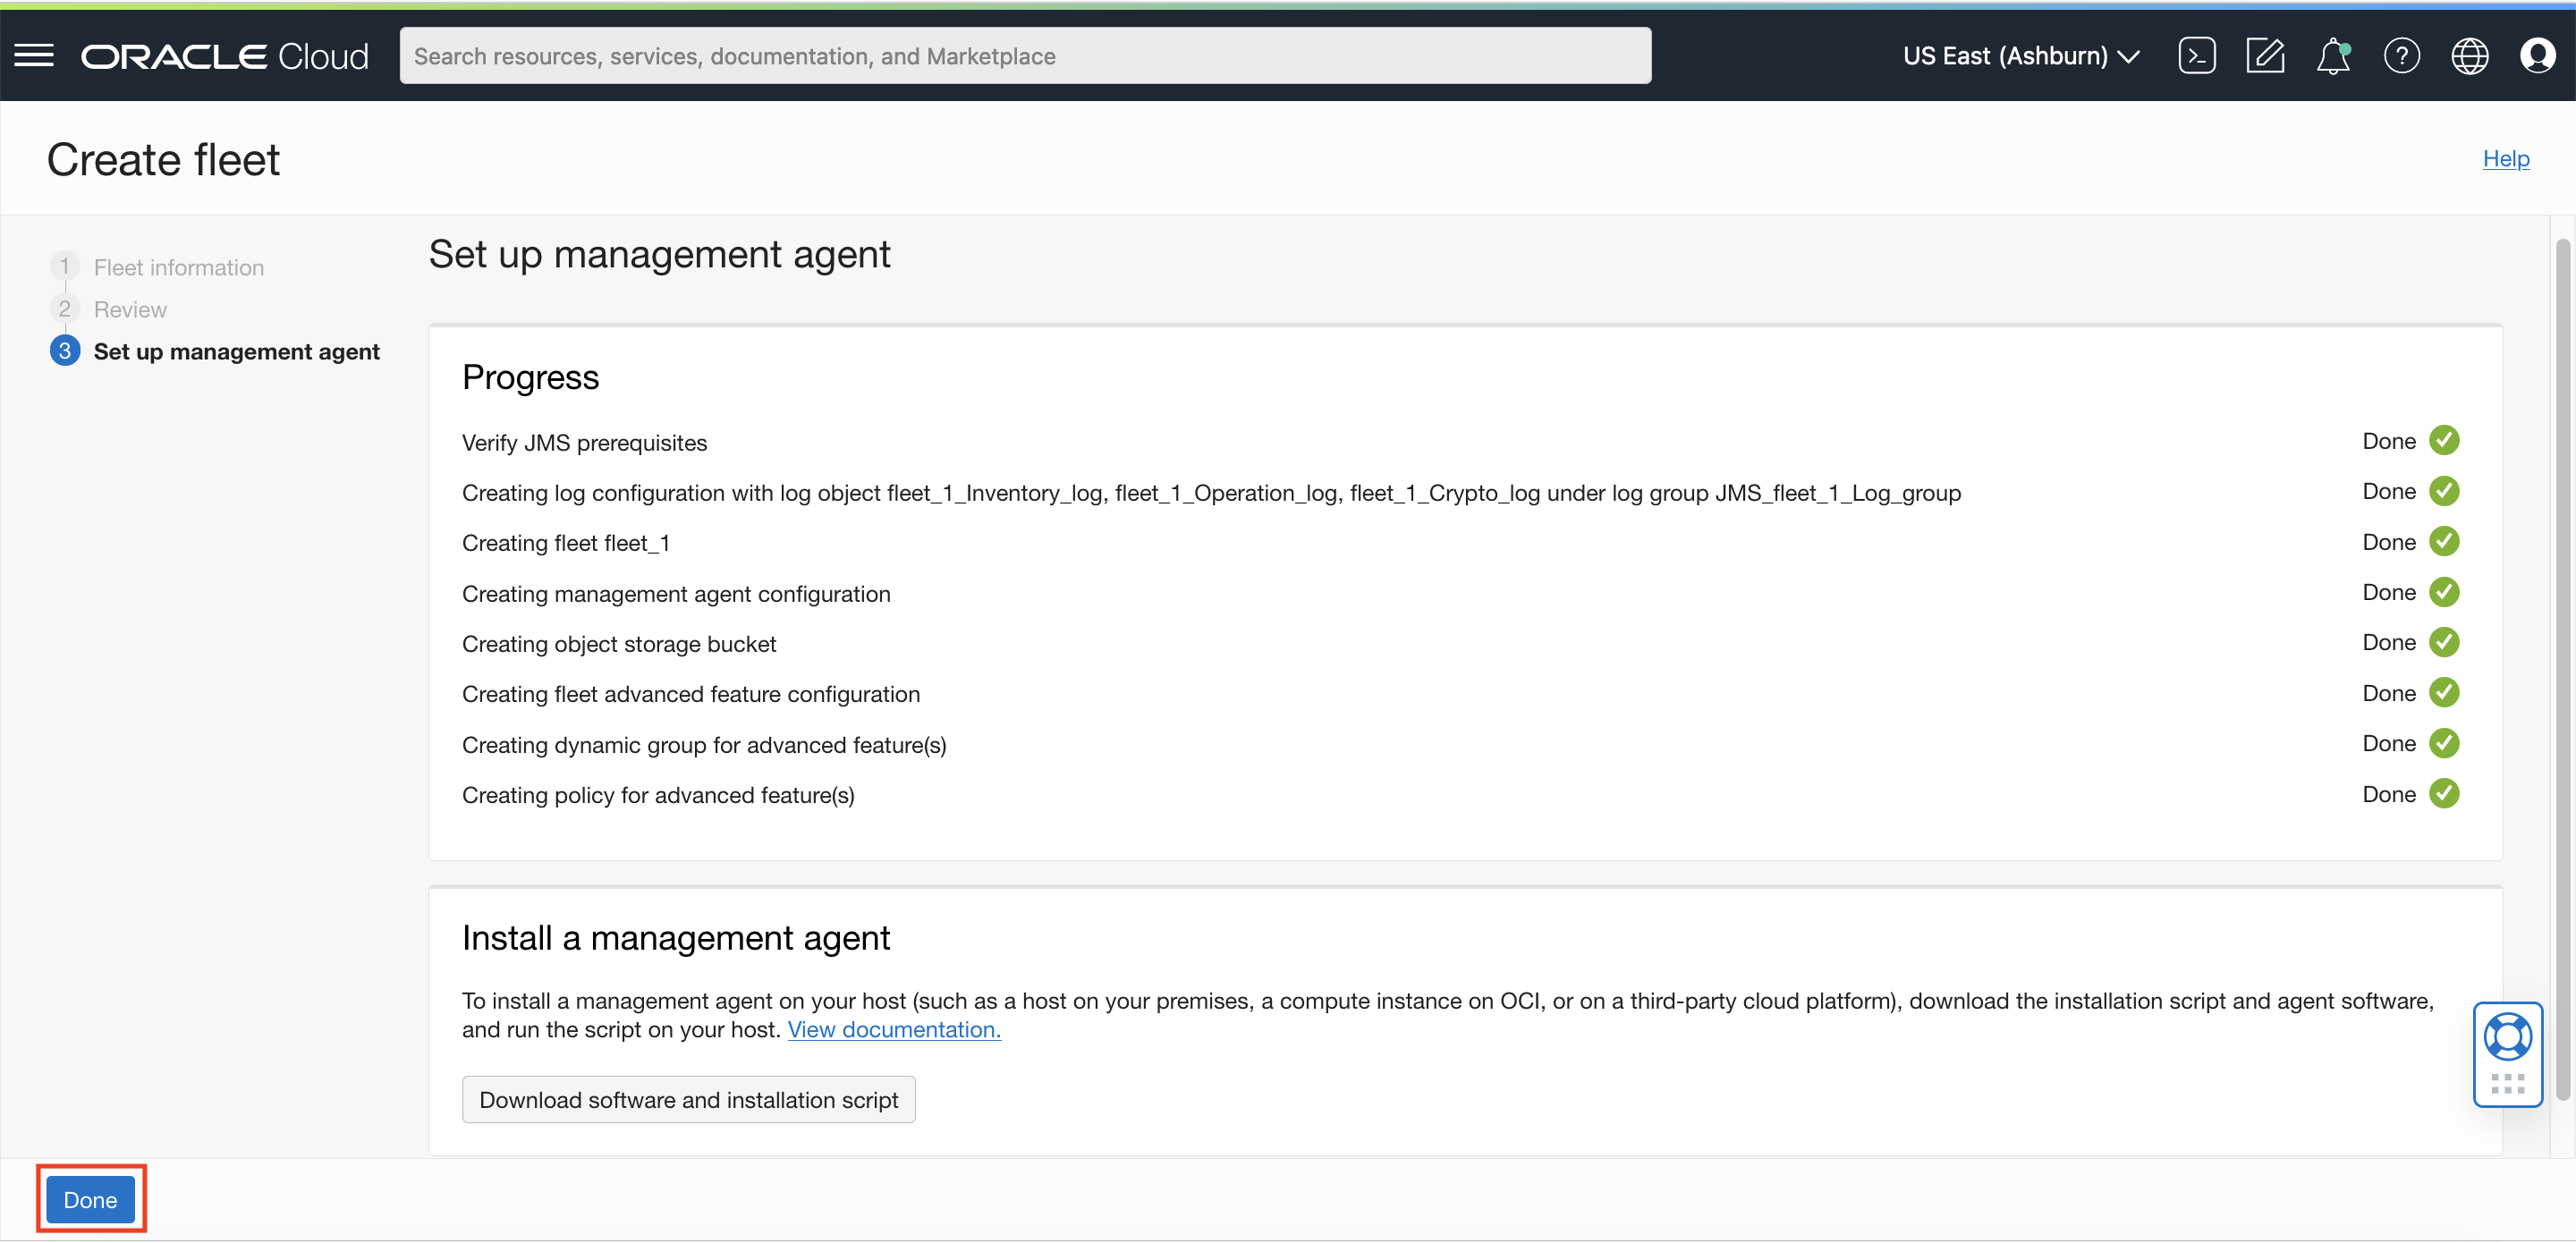 ORACLE Cloud
Search resources, services, documentation, and Marketplace
US East (Ashburn)
Create fleet
Help
1 Fleet information
2 Review
3 Set up management agent
Set up management agent
Progress
Verify JMS prerequisites Done
Creating log configuration with log object fleet_1_Inventory_log, fleet_1_Operation_log, fleet_1_Crypto_log under log group JMS_fleet_1_Log_group Done
Creating fleet fleet_1 Done
Creating management agent configuration Done
Creating object storage bucket Done
Creating fleet advanced feature configuration Done
Creating dynamic group for advanced feature(s) Done
Creating policy for advanced feature(s) Done
Install a management agent
To install a management agent on your host (such as a host on your premises, a compute instance on OCI, or on a third-party cloud platform), download the installation script and agent software,
and run the script on your host. View documentation.
Download software and installation script
Done